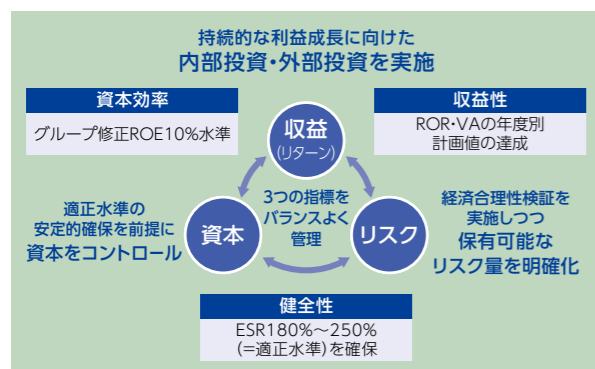 持続的な利益成長に向けた
内部投資・外部投資を実施
資本効率
グループ修正ROE10%水準
収益性
ROR・VAの年度別
計画値の達成
収益
(リターン)
3つの指標を
バランスよく
管理
適正水準の
安定的確保を前提に
資本をコントロール
資本
リスク
経済合理性検証を
実施しつつ
保有可能な
リスク量を明確化
健全性
ESR180%~250%
(=適正水準)を確保